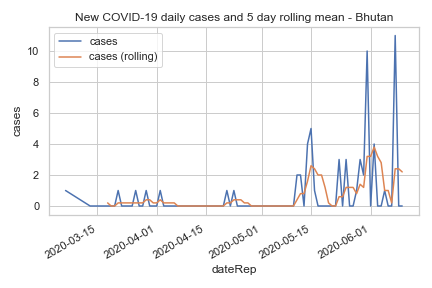 New COVID-19 daily cases and 5 day rolling mean - Bhutan
cases
cases (rolling)
cases
10
8
6
4
2
0
2020-03-15
2020-04-01
2020-04-15
2020-05-01
2020-05-15
2020-06-01
dateRep